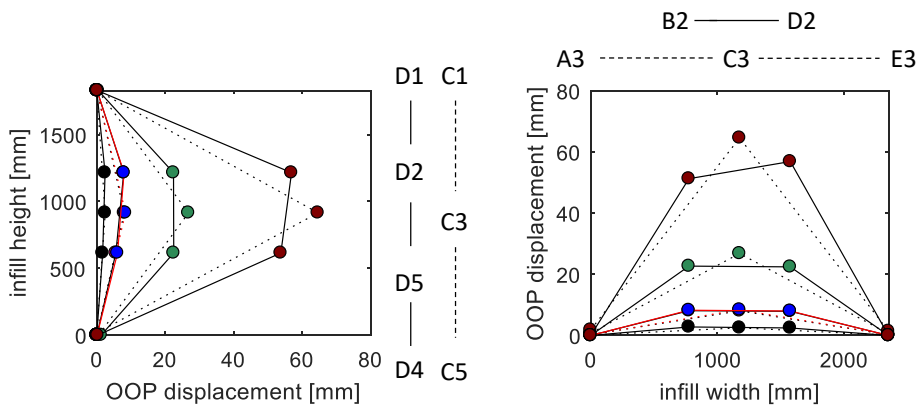 B2 D2
A3 C3 E3
D1 C1
D2
C3
D5
D4 C5
1500
1000
500
0
infill height [mm]
0 20 40 60 80
OOP displacement [mm]
80
60
40
20
0
OOP displacement [mm]
0 1000 2000
infill width [mm]